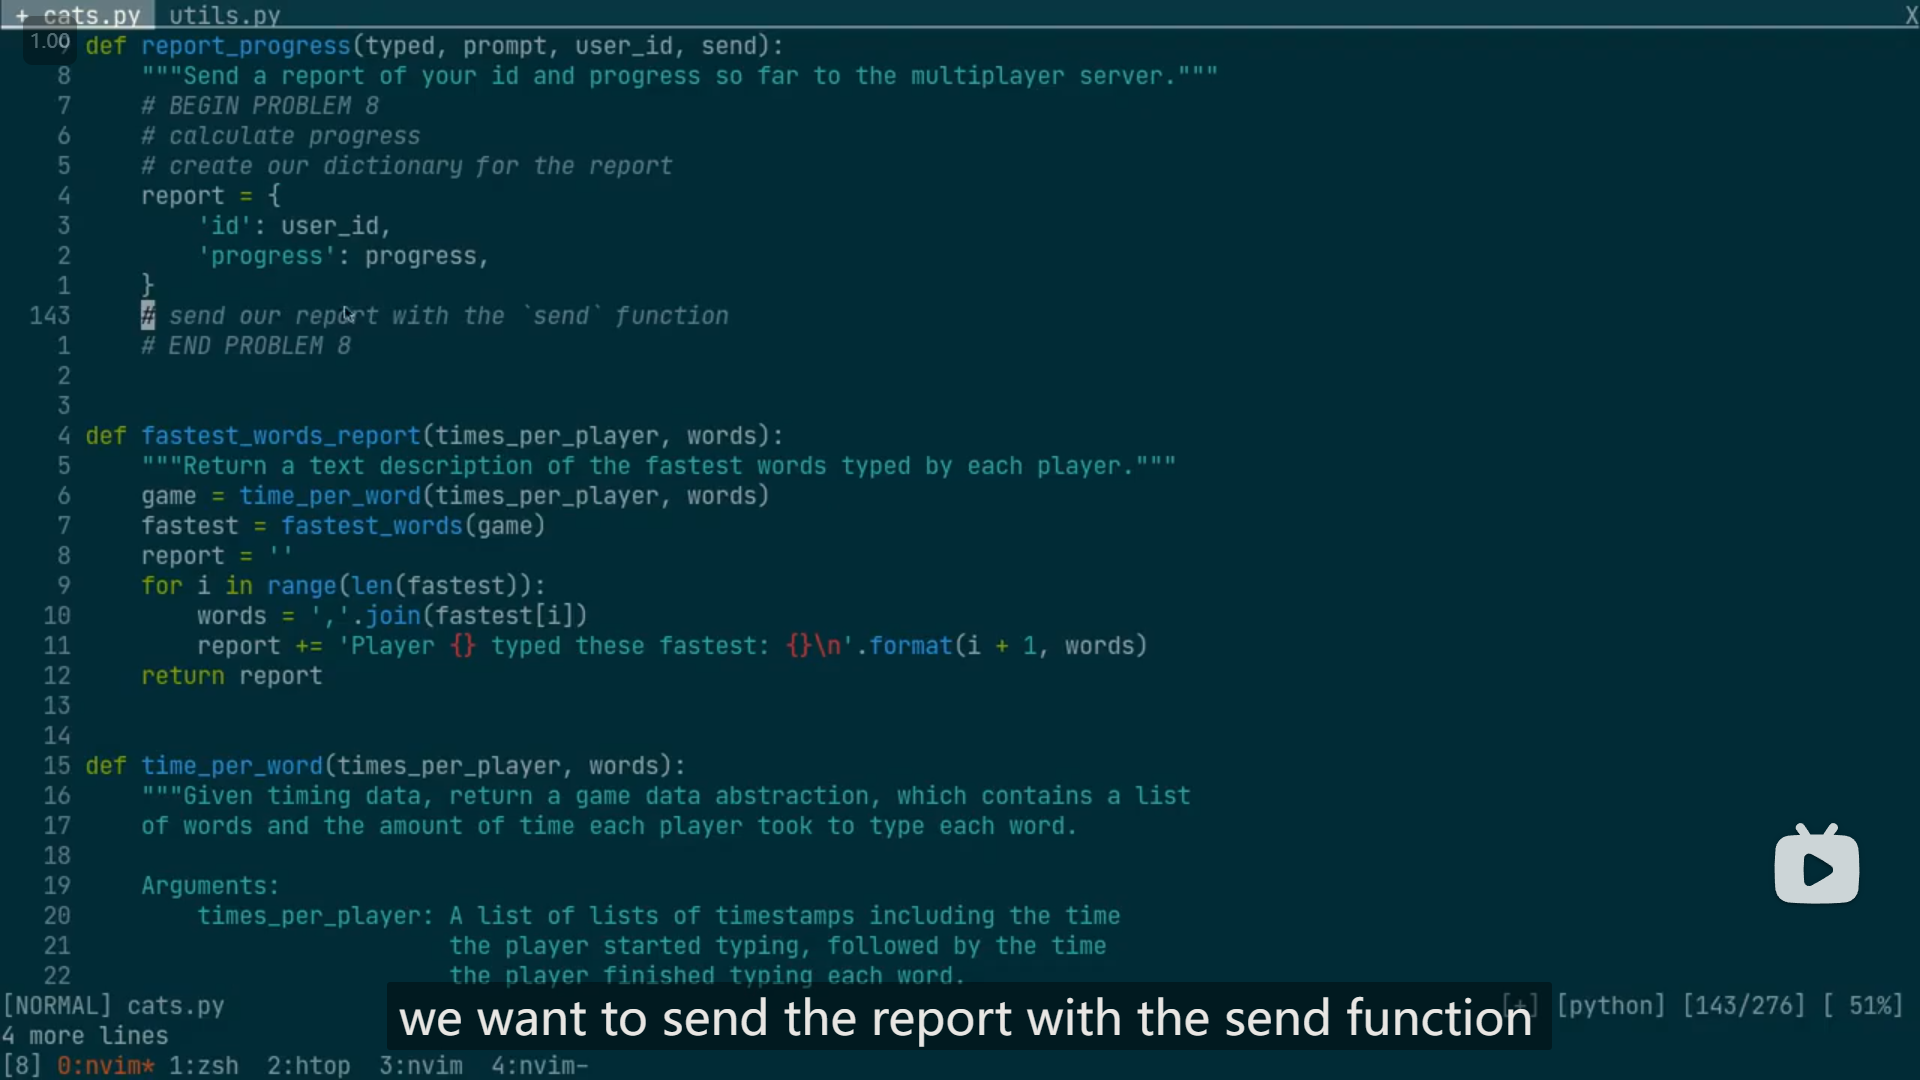 + cats.py utils.py X
1.00
9 def report_progress(typed, prompt, user_id, send):
8 """Send a report of your id and progress so far to the multiplayer server."""
7 # BEGIN PROBLEM 8
6 # calculate progress
5 # create our dictionary for the report
4 report = {
3 'id': user_id,
2 'progress': progress,
1 }
143 # send our report with the `send` function
1 # END PROBLEM 8
2
3
4 def fastest_words_report(times_per_player, words):
5 """Return a text description of the fastest words typed by each player."""
6 game = time_per_word(times_per_player, words)
7 fastest = fastest_words(game)
8 report = ''
9 for i in range(len(fastest)):
10 words = ','.join(fastest[i])
11 report += 'Player {} typed these fastest: {}\n'.format(i + 1, words)
12 return report
13
14
15 def time_per_word(times_per_player, words):
16 """Given timing data, return a game data abstraction, which contains a list
17 of words and the amount of time each player took to type each word.
18
19 Arguments:
20 times_per_player: A list of lists of timestamps including the time
21 the player started typing, followed by the time
22 the player finished typing each word.
[NORMAL] cats.py [+] [python] [143/276] [ 51%]
we want to send the report with the send function
4 more lines
[8] 0:nvim* 1:zsh 2:htop 3:nvim 4:nvim-